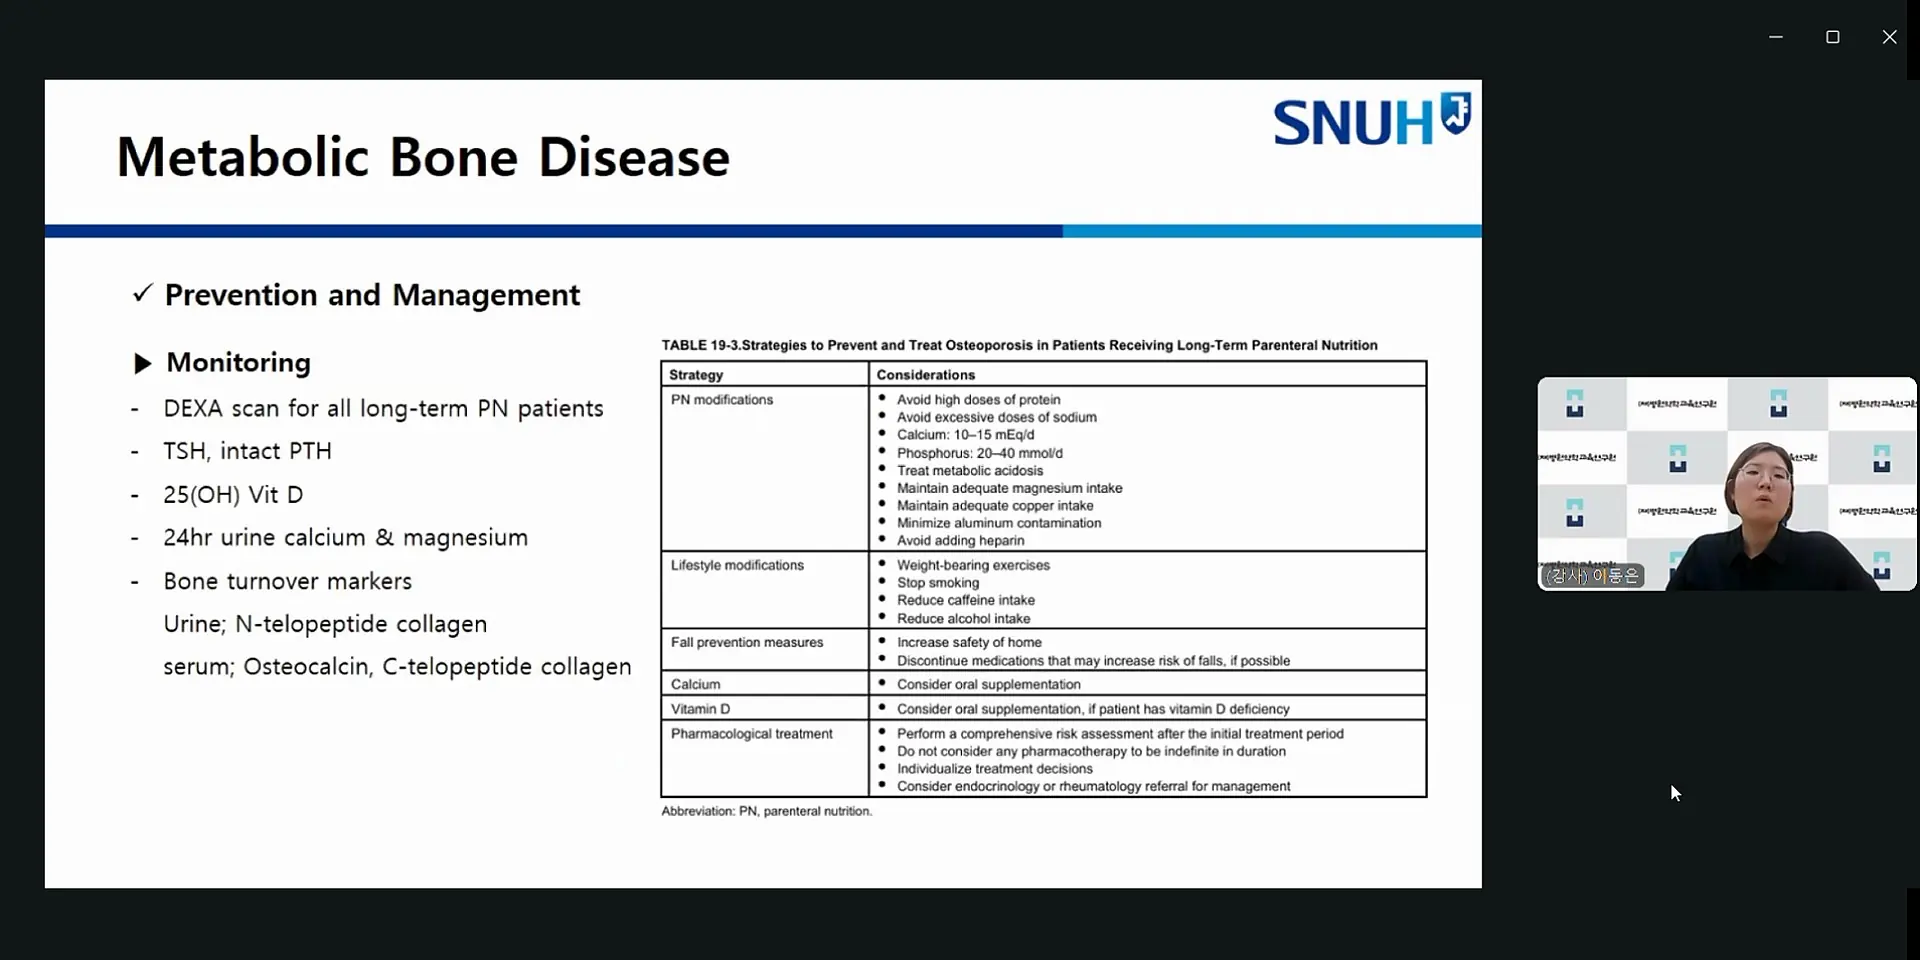 SNUH
Metabolic Bone Disease
✓ Prevention and Management
▶ Monitoring
- DEXA scan for all long-term PN patients
- TSH, intact PTH
- 25(OH) Vit D
- 24hr urine calcium & magnesium
- Bone turnover markers
Urine; N-telopeptide collagen
serum; Osteocalcin, C-telopeptide collagen
TABLE 19-3.Strategies to Prevent and Treat Osteoporosis in Patients Receiving Long-Term Parenteral Nutrition
Strategy Considerations
PN modifications
• Avoid high doses of protein
• Avoid excessive doses of sodium
• Calcium: 10–15 mEq/d
• Phosphorus: 20–40 mmol/d
• Treat metabolic acidosis
• Maintain adequate magnesium intake
• Maintain adequate copper intake
• Minimize aluminum contamination
• Avoid adding heparin
Lifestyle modifications
• Weight-bearing exercises
• Stop smoking
• Reduce caffeine intake
• Reduce alcohol intake
Fall prevention measures
• Increase safety of home
• Discontinue medications that may increase risk of falls, if possible
Calcium
• Consider oral supplementation
Vitamin D
• Consider oral supplementation, if patient has vitamin D deficiency
Pharmacological treatment
• Perform a comprehensive risk assessment after the initial treatment period
• Do not consider any pharmacotherapy to be indefinite in duration
• Individualize treatment decisions
• Consider endocrinology or rheumatology referral for management
Abbreviation: PN, parenteral nutrition.
(강사) 이동은